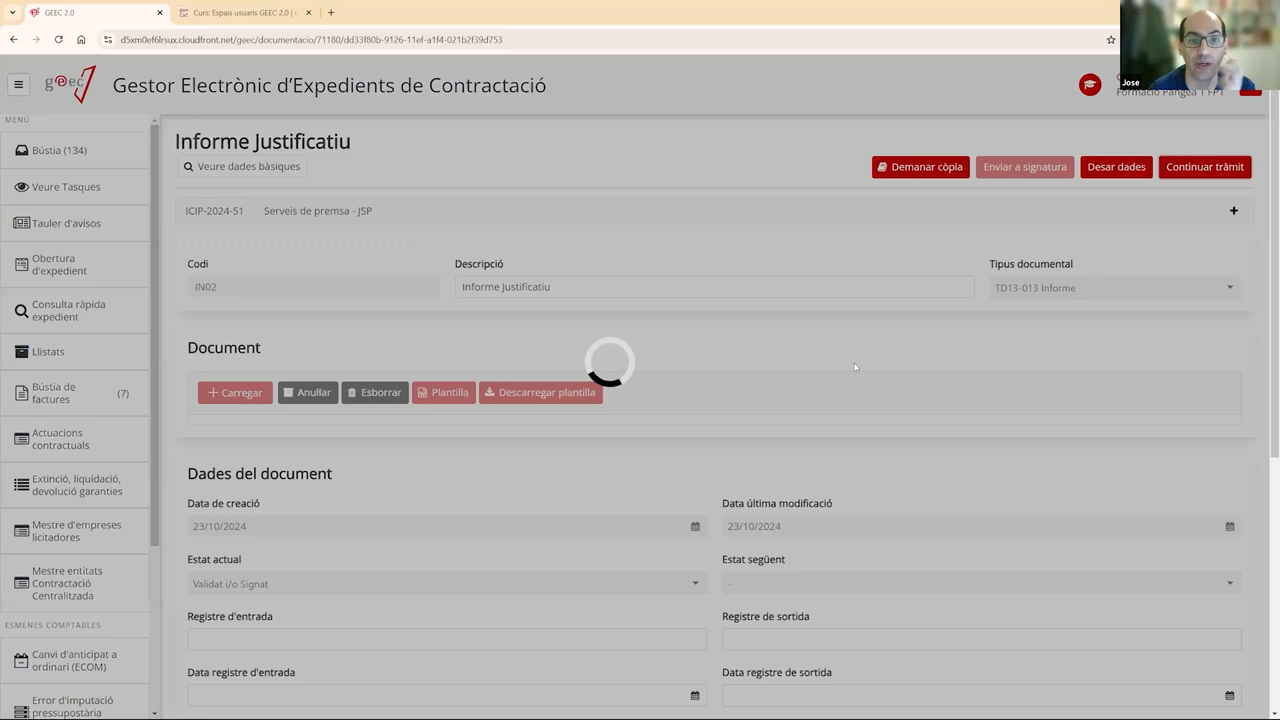 GEEC 2.0
Curs: Espais usuaris GEEC 2.0 |
d5xm0ef6lrsux.cloudfront.net/geec/documentacio/71180/dd33f80b-9126-11ef-a1f4-021b2f39d753
Jose
geec
Gestor Electrònic d'Expedients de Contractació
Formació Pangea 1 FPT
MENÚ
Bústia (134)
Veure Tasques
Tauler d'avisos
Obertura
d'expedient
Consulta ràpida
expedient
Llistats
Bústia de
factures
(7)
Actuacions
contractuals
Extinció, liquidació,
devolució garanties
Mestre d'empreses
licitadores
Mestre entitats
Contractació
Centralitzada
ESMENES COMPTABLES
Canvi d'anticipat a
ordinari (ECOM)
Error d'imputació
pressupostària
Informe Justificatiu
Veure dades bàsiques
Demanar còpia
Enviar a signatura
Desar dades
Continuar tràmit
ICIP-2024-51 Serveis de premsa - JSP
Codi
Descripció
Tipus documental
IN02
Informe Justificatiu
TD13-013 Informe
Document
Carregar
Anul·lar
Esborrar
Plantilla
Descarregar plantilla
Dades del document
Data de creació
Data última modificació
23/10/2024
23/10/2024
Estat actual
Estat següent
Validat i/o Signat
-
Registre d'entrada
Registre de sortida
Data registre d'entrada
Data registre de sortida